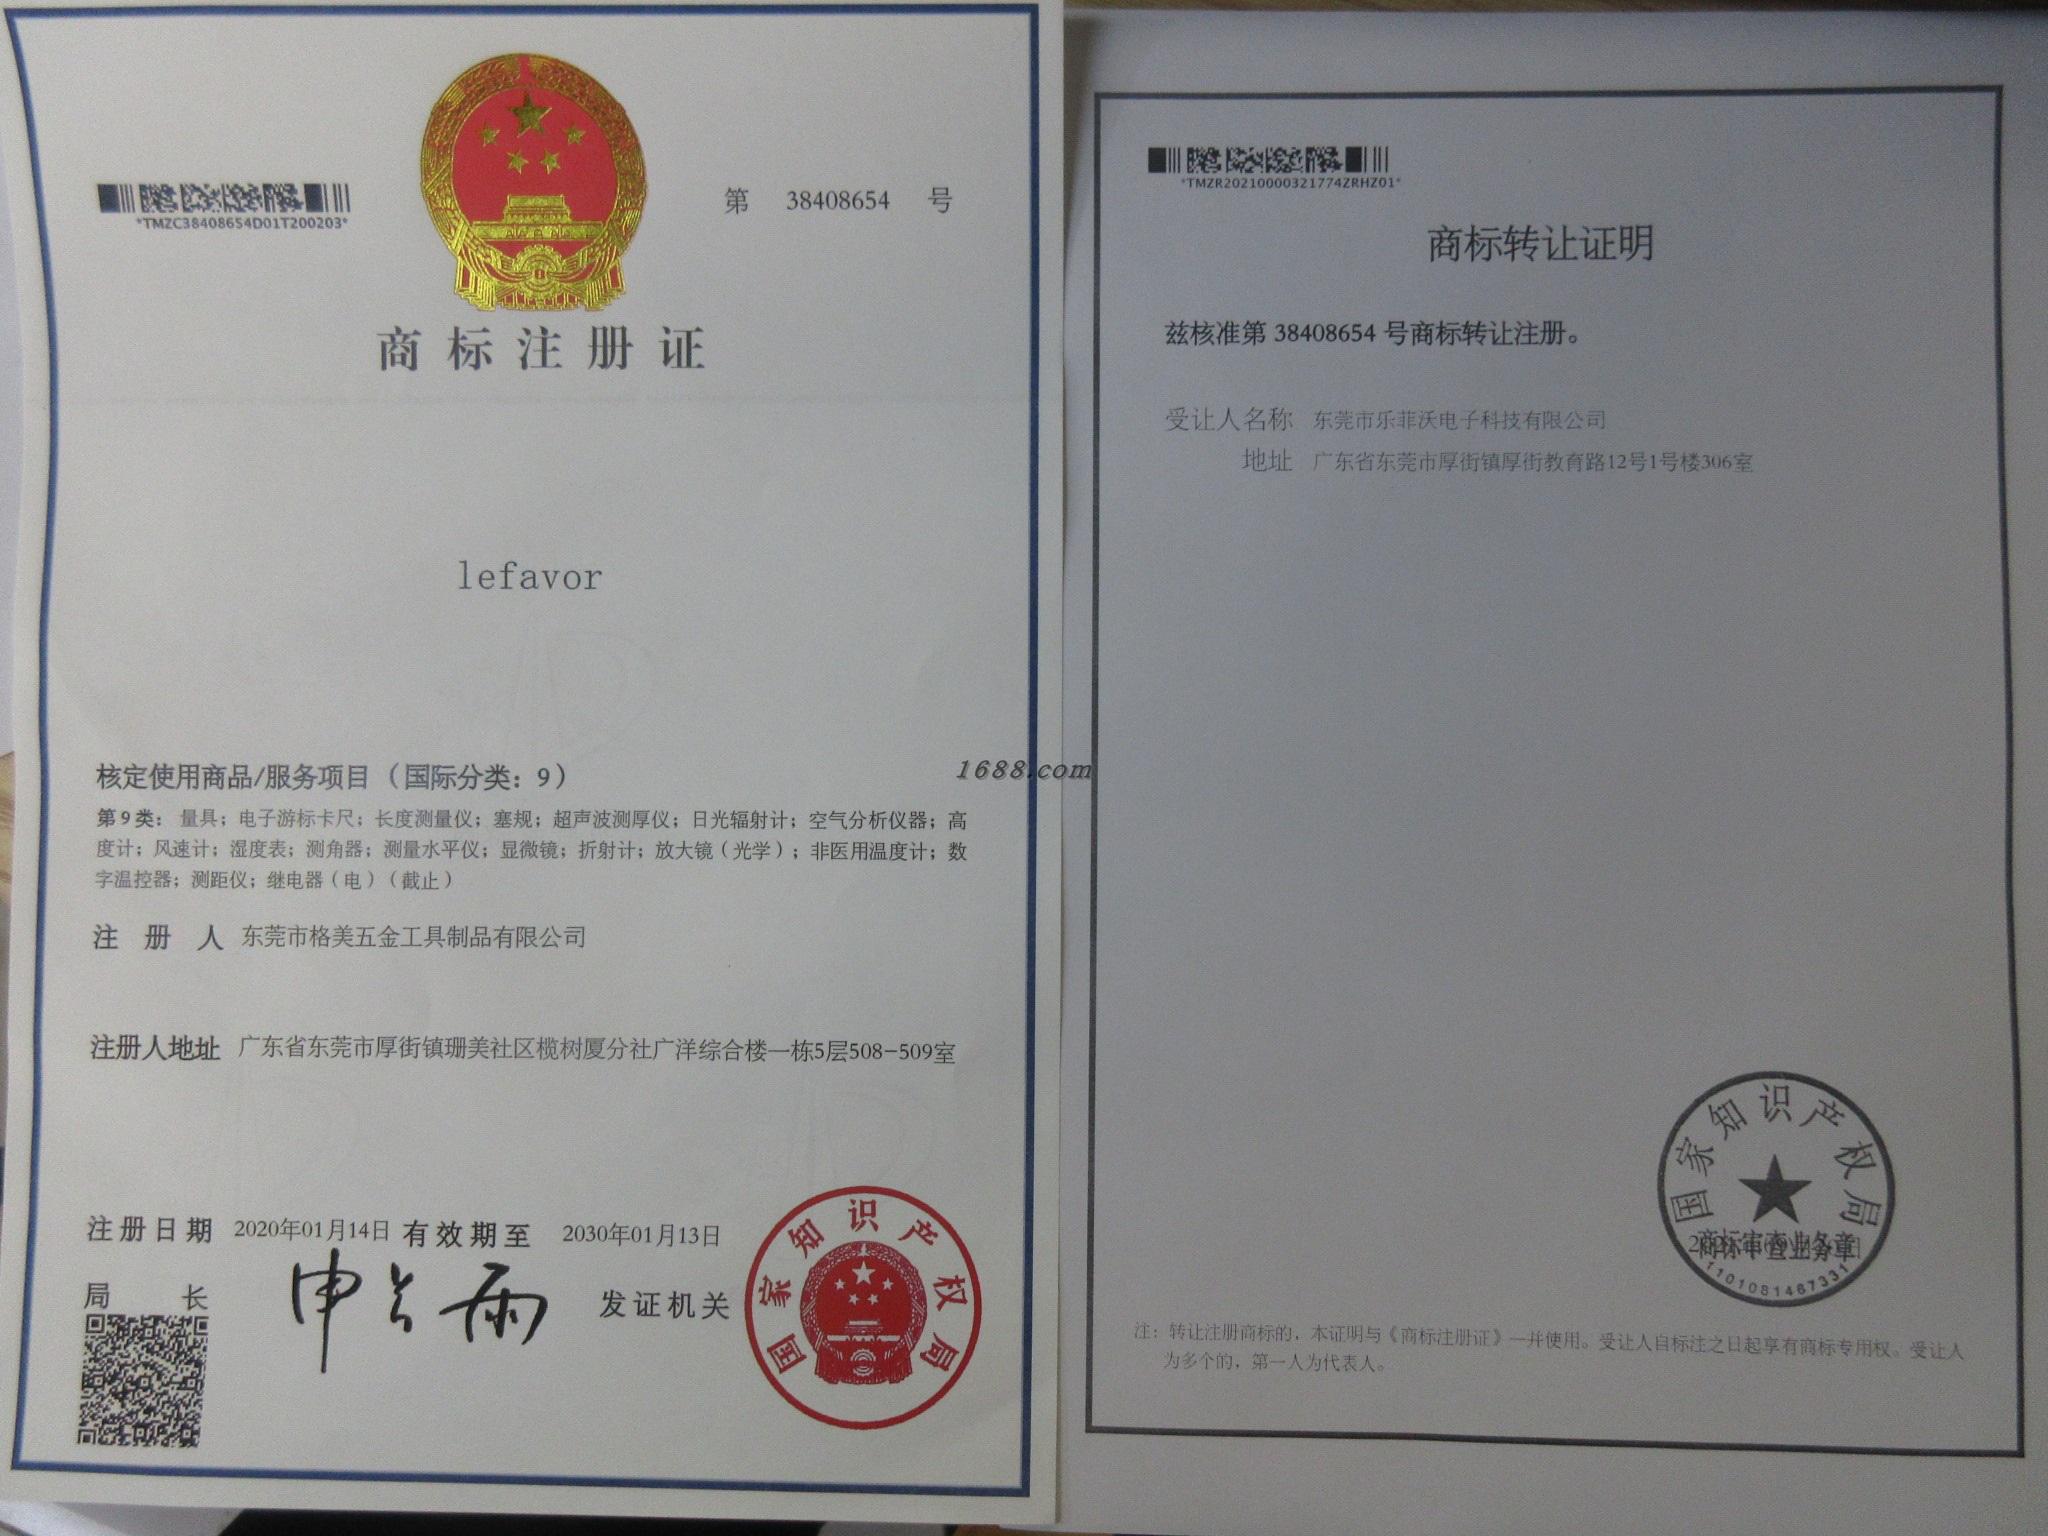 *TMZC38408654D01T200203*
第 38408654 号
商标注册证
lefavor
核定使用商品/服务项目（国际分类：9）
第9类：量具；电子游标卡尺；长度测量仪；塞规；超声波测厚仪；日光辐射计；空气分析仪器；高
度计；风速计；湿度表；测角器；测量水平仪；显微镜；折射计；放大镜（光学）；非医用温度计；数
字温控器；测距仪；继电器（电）（截止）
注册人 东莞市格美五金工具制品有限公司
注册人地址 广东省东莞市厚街镇珊美社区榄树厦分社广洋综合楼一栋5层508-509室
注册日期 2020年01月14日 有效期至 2030年01月13日
局长 申长雨 发证机关
国家知识产权局
1688.com
*TMZR20210000321774ZRHZ01*
商标转让证明
兹核准第 38408654 号商标转让注册。
受让人名称 东莞市乐菲沃电子科技有限公司
地址 广东省东莞市厚街镇厚街教育路12号1号楼306室
国家知识产权局
商标审查业务章
1101081467331
注：转让注册商标的，本证明与《商标注册证》一并使用。受让人自标注之日起享有商标专用权。受让人
为多个的，第一人为代表人。